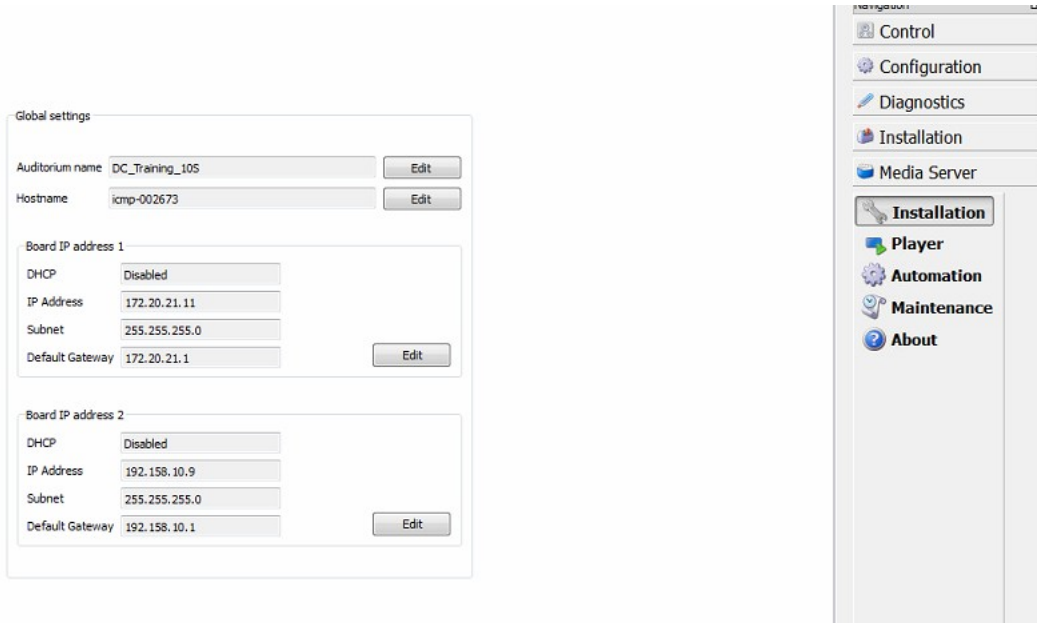 Global settings
Auditorium name DC_Training_10S Edit
Hostname icmp-002673 Edit
Board IP address 1
DHCP Disabled
IP Address 172.20.21.11
Subnet 255.255.255.0
Default Gateway 172.20.21.1 Edit
Board IP address 2
DHCP Disabled
IP Address 192.158.10.9
Subnet 255.255.255.0
Default Gateway 192.158.10.1 Edit
Navigation
Control
Configuration
Diagnostics
Installation
Media Server
Installation
Player
Automation
Maintenance
About